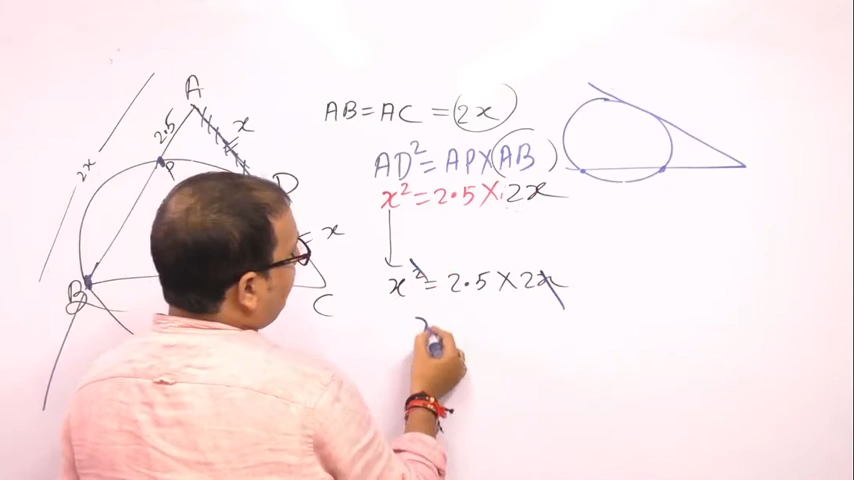 A
2.5
x
2x
P
D
x
B
C
AB=AC=2x
AD²=AP×AB
x²=2.5×2x
x²=2.5×2x